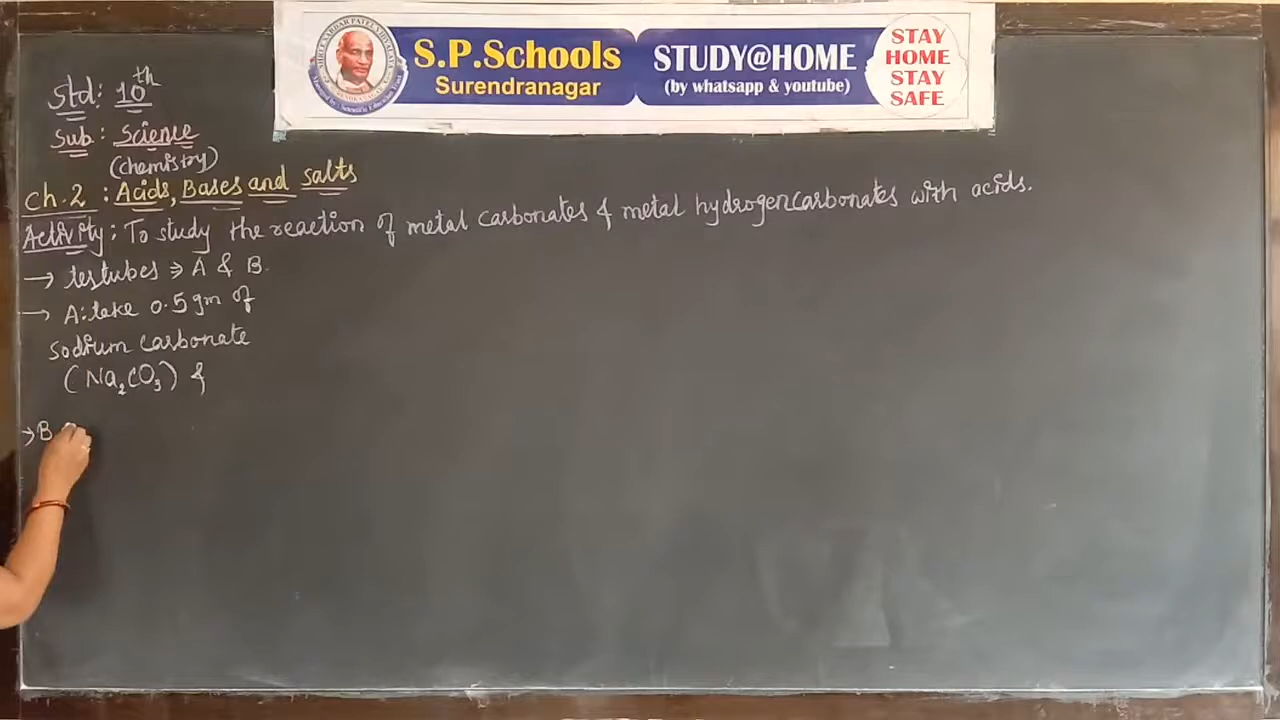 S.P.Schools
Surendranagar
STUDY@HOME
(by whatsapp & youtube)
STAY
HOME
STAY
SAFE
Std: 10th
Sub: Science
(chemistry)
Ch.2 : Acids, Bases and salts
Activity: To study the reaction of metal carbonates & metal hydrogencarbonates with acids.
→ testubes ⇒ A & B.
→ A: take 0.5 gm of
sodium carbonate
(Na₂CO₃) &
→ B